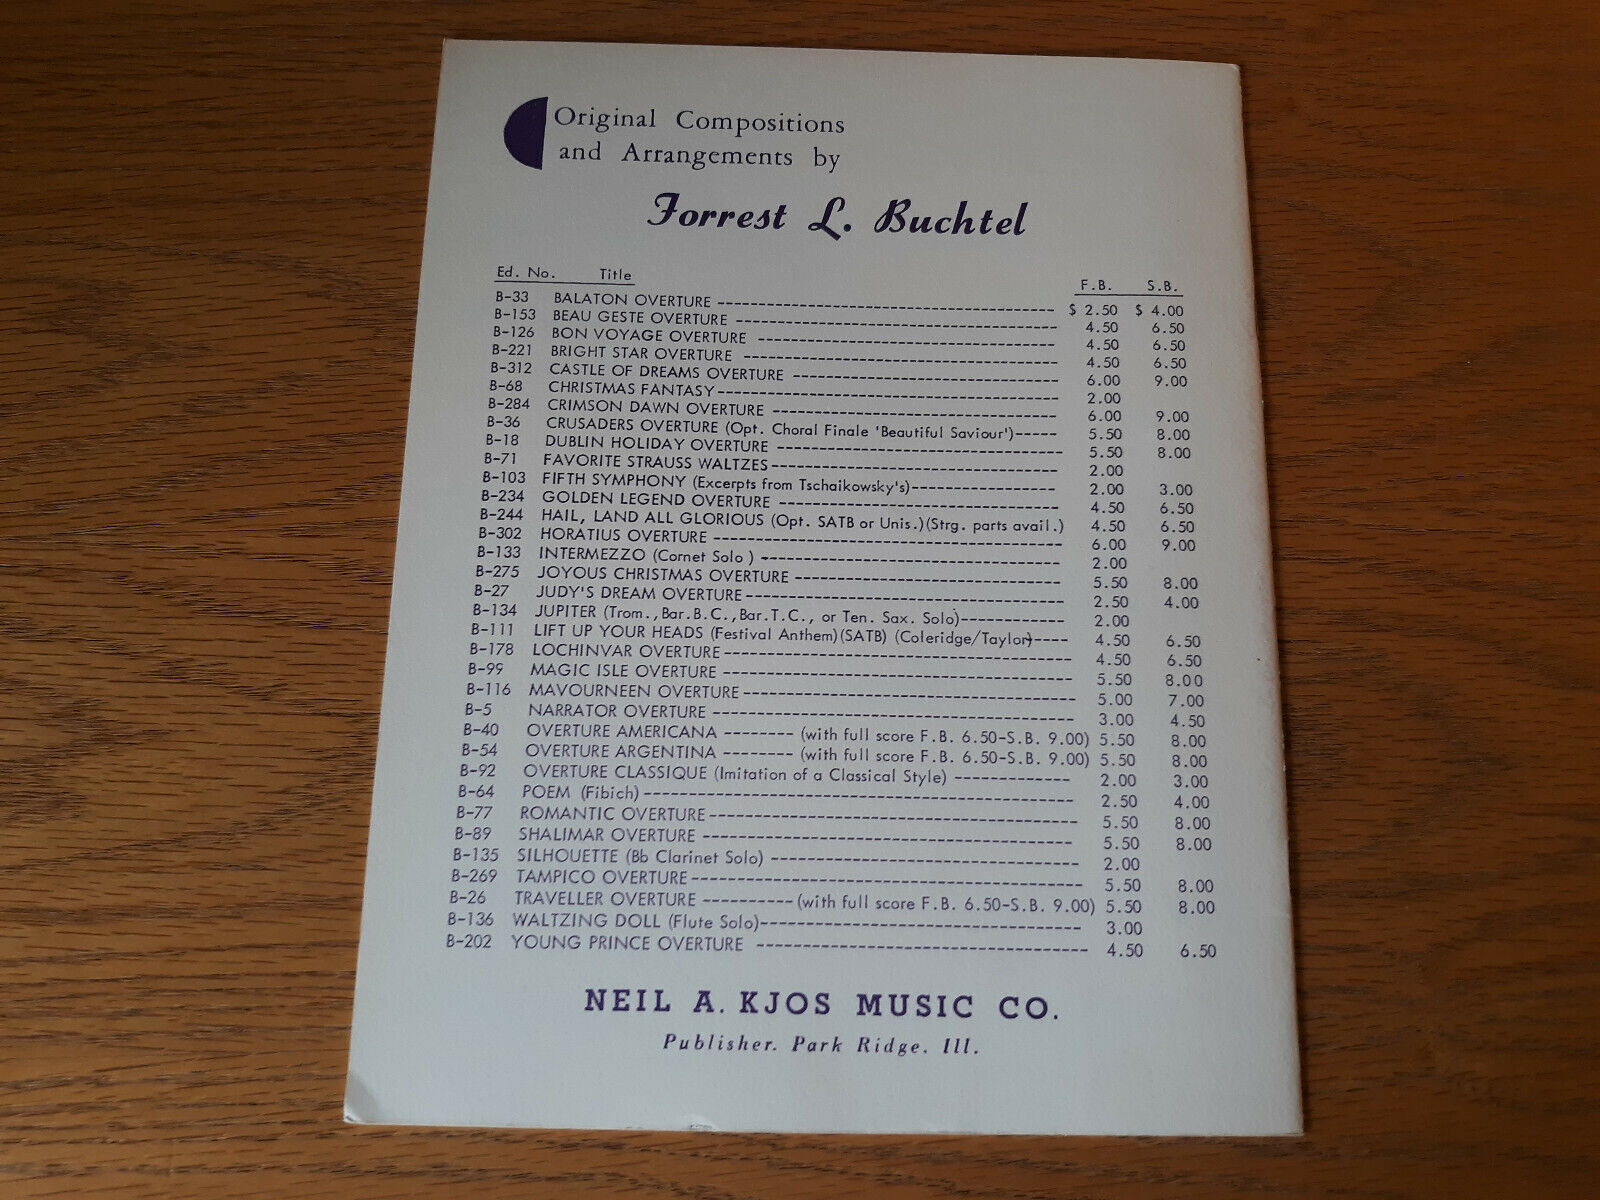 Original Compositions
and Arrangements by
Forrest L. Buchtel
Ed. No. Title F.B. S.B.
B-33 BALATON OVERTURE ---------- $ 2.50 $ 4.00
B-153 BEAU GESTE OVERTURE ---------- 4.50 6.50
B-126 BON VOYAGE OVERTURE ---------- 4.50 6.50
B-221 BRIGHT STAR OVERTURE ---------- 4.50 6.50
B-312 CASTLE OF DREAMS OVERTURE ---------- 6.00 9.00
B-68 CHRISTMAS FANTASY ---------- 2.00
B-284 CRIMSON DAWN OVERTURE ---------- 6.00 9.00
B-36 CRUSADERS OVERTURE (Opt. Choral Finale 'Beautiful Saviour')----- 5.50 8.00
B-18 DUBLIN HOLIDAY OVERTURE ---------- 5.50 8.00
B-71 FAVORITE STRAUSS WALTZES ---------- 2.00
B-103 FIFTH SYMPHONY (Excerpts from Tschaikowsky's)---------- 2.00 3.00
B-234 GOLDEN LEGEND OVERTURE ---------- 4.50 6.50
B-244 HAIL, LAND ALL GLORIOUS (Opt. SATB or Unis.)(Strg. parts avail.) 4.50 6.50
B-302 HORATIUS OVERTURE ---------- 6.00 9.00
B-133 INTERMEZZO (Cornet Solo ) ---------- 2.00
B-275 JOYOUS CHRISTMAS OVERTURE ---------- 5.50 8.00
B-27 JUDY'S DREAM OVERTURE ---------- 2.50 4.00
B-134 JUPITER (Trom.,Bar.B.C.,Bar.T.C., or Ten. Sax. Solo)---------- 2.00
B-111 LIFT UP YOUR HEADS (Festival Anthem)(SATB) (Coleridge/Taylor)----- 4.50 6.50
B-178 LOCHINVAR OVERTURE ---------- 4.50 6.50
B-99 MAGIC ISLE OVERTURE ---------- 5.50 8.00
B-116 MAVOURNEEN OVERTURE ---------- 5.00 7.00
B-5 NARRATOR OVERTURE ---------- 3.00 4.50
B-40 OVERTURE AMERICANA -------- (with full score F.B. 6.50-S.B. 9.00) 5.50 8.00
B-54 OVERTURE ARGENTINA -------- (with full score F.B. 6.50-S.B. 9.00) 5.50 8.00
B-92 OVERTURE CLASSIQUE (Imitation of a Classical Style) ---------- 2.00 3.00
B-64 POEM (Fibich) ---------- 2.50 4.00
B-77 ROMANTIC OVERTURE ---------- 5.50 8.00
B-89 SHALIMAR OVERTURE ---------- 5.50 8.00
B-135 SILHOUETTE (Bb Clarinet Solo) ---------- 2.00
B-269 TAMPICO OVERTURE ---------- 5.50 8.00
B-26 TRAVELLER OVERTURE ---------- (with full score F.B. 6.50-S.B. 9.00) 5.50 8.00
B-136 WALTZING DOLL (Flute Solo)---------- 3.00
B-202 YOUNG PRINCE OVERTURE ---------- 4.50 6.50
NEIL A. KJOS MUSIC CO.
Publisher. Park Ridge. Ill.